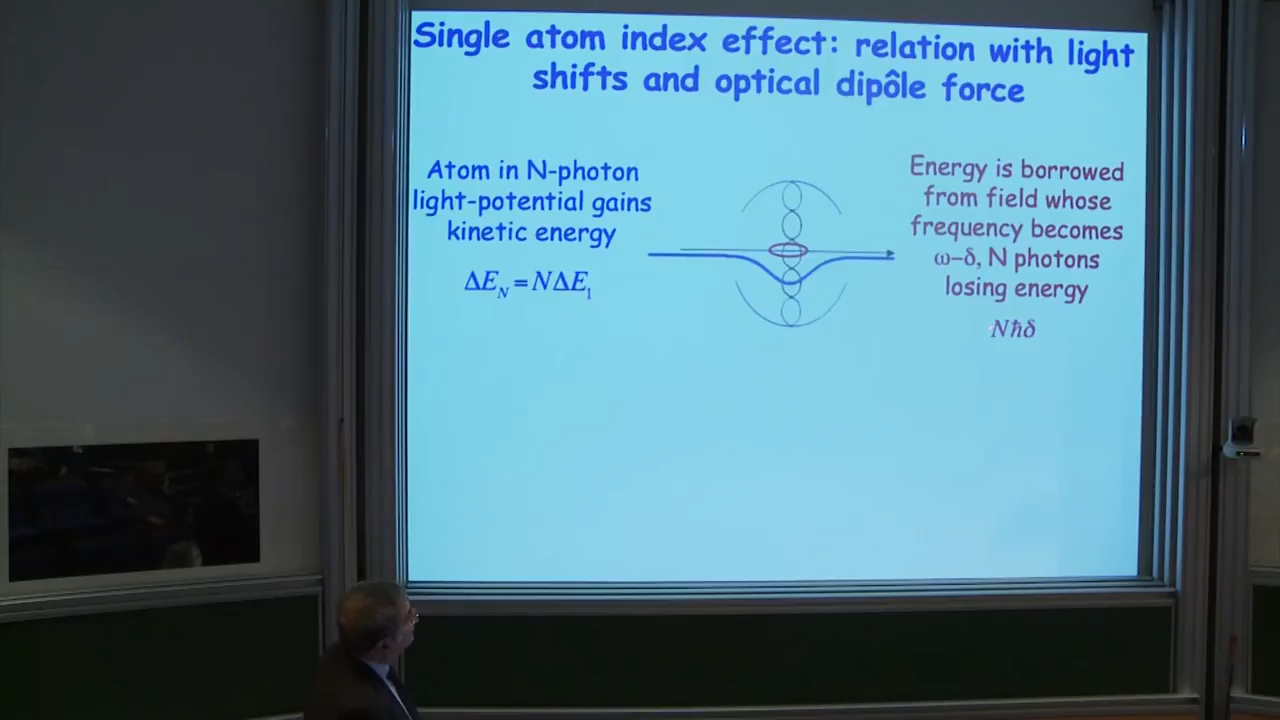 Single atom index effect: relation with light
shifts and optical dipôle force
Atom in N-photon
light-potential gains
kinetic energy
ΔE_N = NΔE_1
Energy is borrowed
from field whose
frequency becomes
ω–δ, N photons
losing energy
Nħδ